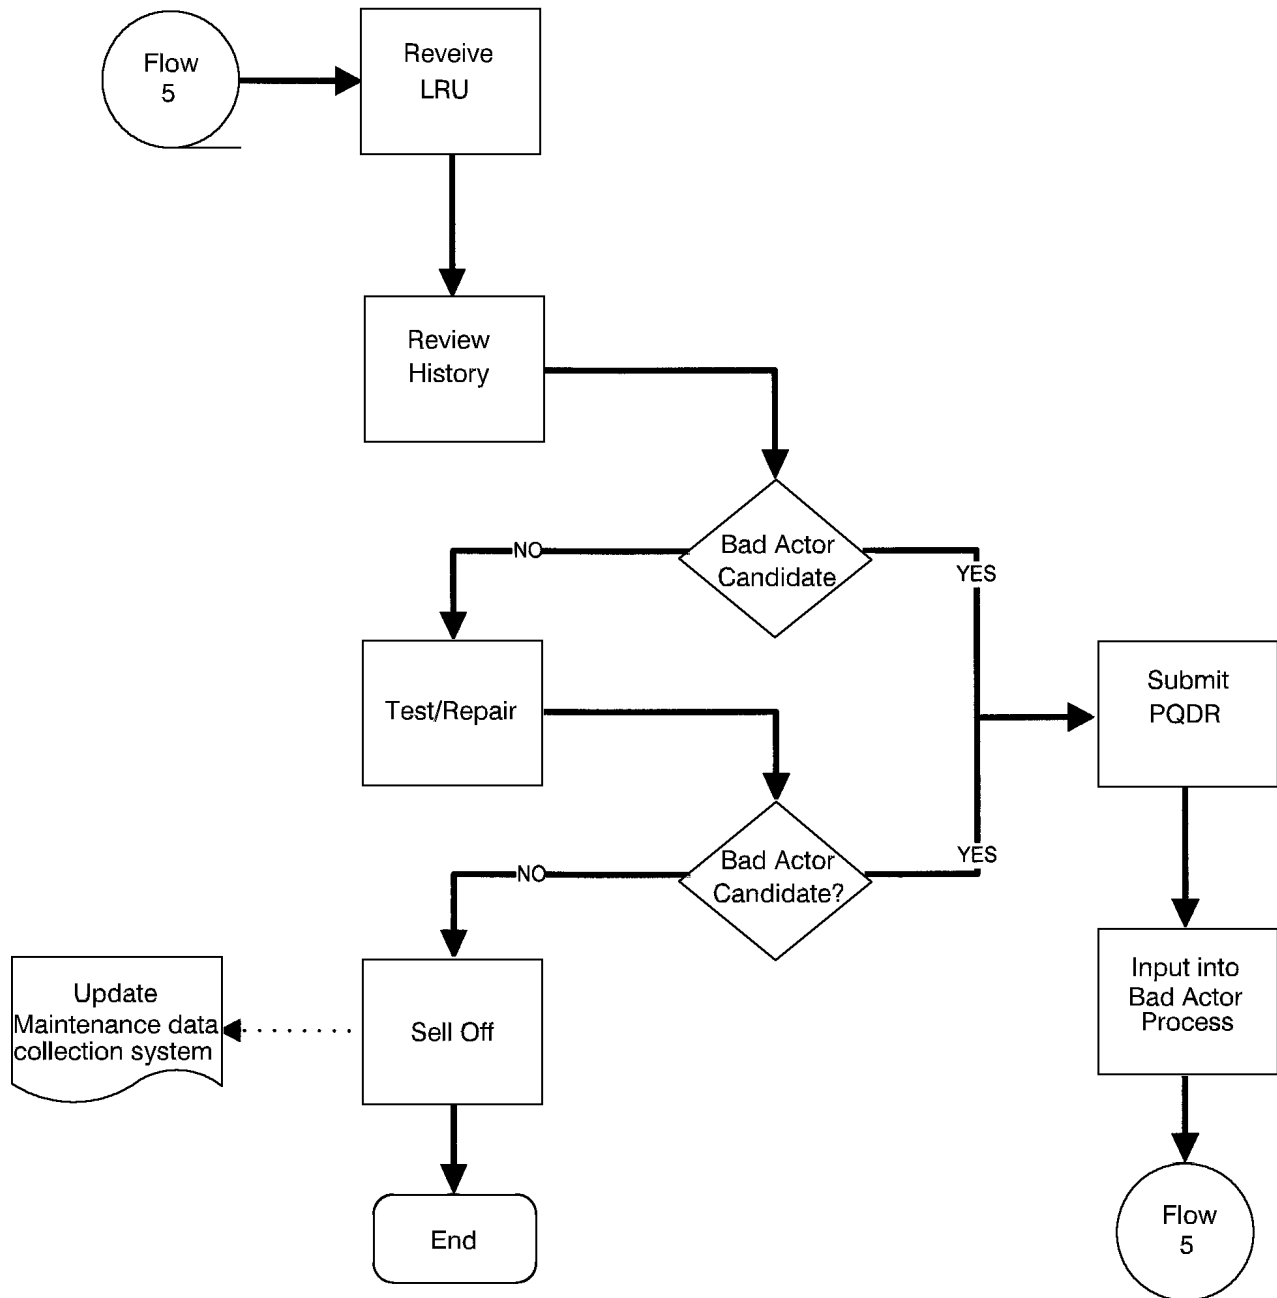 Flow
5
Reveive
LRU
Review
History
Bad Actor
Candidate
NO
YES
Test/Repair
Submit
PQDR
Bad Actor
Candidate?
NO
YES
Update
Maintenance data
collection system
Sell Off
Input into
Bad Actor
Process
End
Flow
5